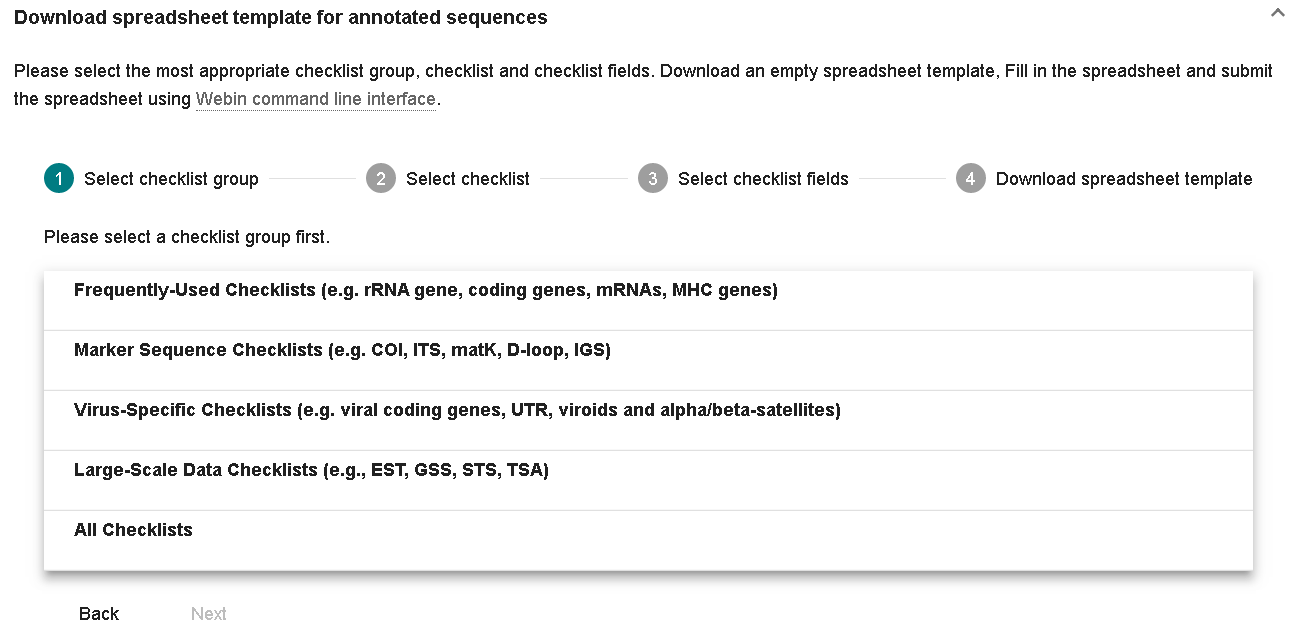 Download spreadsheet template for annotated sequences
Please select the most appropriate checklist group, checklist and checklist fields. Download an empty spreadsheet template, Fill in the spreadsheet and submit
the spreadsheet using Webin command line interface.
1 Select checklist group 2 Select checklist 3 Select checklist fields 4 Download spreadsheet template
Please select a checklist group first.
Frequently-Used Checklists (e.g. rRNA gene, coding genes, mRNAs, MHC genes)
Marker Sequence Checklists (e.g. COI, ITS, matK, D-loop, IGS)
Virus-Specific Checklists (e.g. viral coding genes, UTR, viroids and alpha/beta-satellites)
Large-Scale Data Checklists (e.g., EST, GSS, STS, TSA)
All Checklists
Back Next